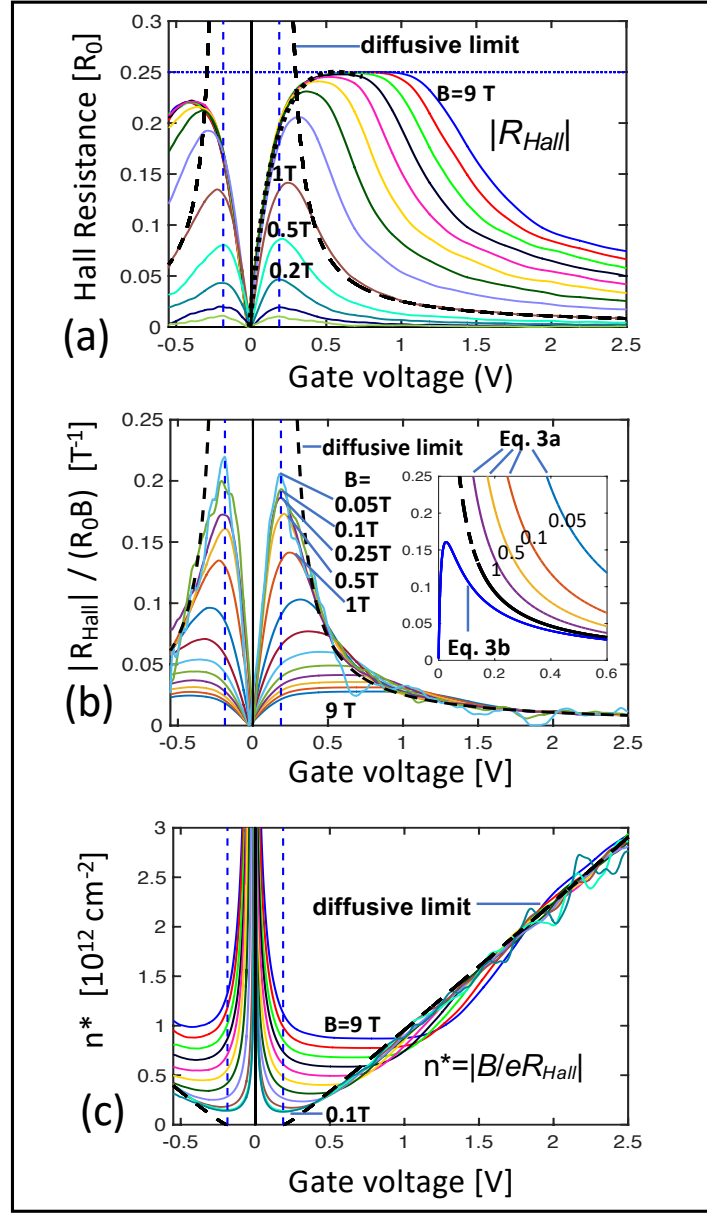 0.3
0.25
0.2
0.15
0.1
0.05
0
Hall Resistance [R0]
diffusive limit
B=9 T
|RHall|
1T
0.5T
0.2T
-0.5 0 0.5 1 1.5 2 2.5
Gate voltage (V)
(a)
0.25
0.2
0.15
0.1
0.05
0
|RHall| / (R0B) [T-1]
diffusive limit
B=
0.05T
0.1T
0.25T
0.5T
1T
9 T
Eq. 3a
0.25
0.2
0.15
0.1
0.05
0
0.05
0.1
0.5
1
Eq. 3b
0 0.2 0.4 0.6
-0.5 0 0.5 1 1.5 2 2.5
Gate voltage [V]
(b)
3
2.5
2
1.5
1
0.5
0
n* [10^12 cm-2]
diffusive limit
B=9 T
n*=|B/eRHall|
0.1T
-0.5 0 0.5 1 1.5 2 2.5
Gate voltage [V]
(c)